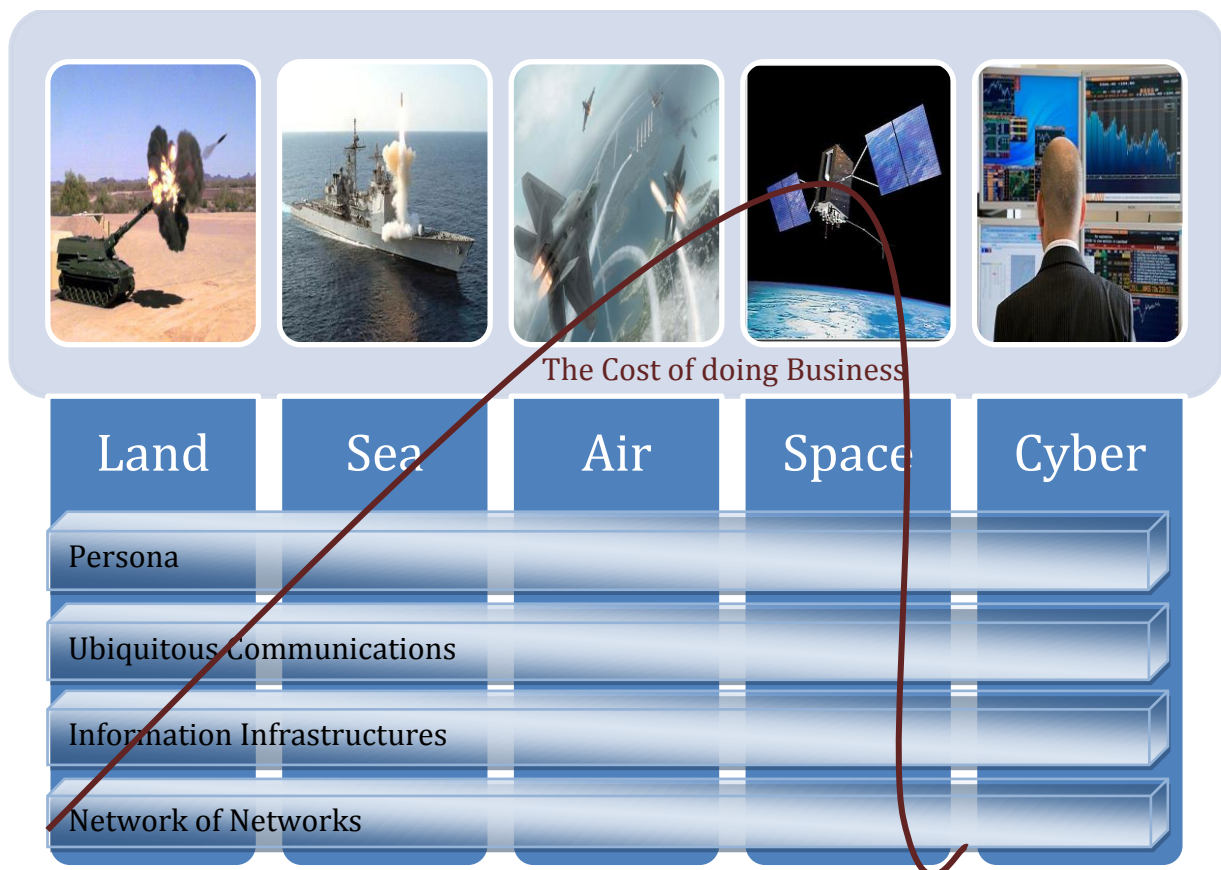 The Cost of doing Business
Land
Sea
Air
Space
Cyber
Persona
Ubiquitous Communications
Information Infrastructures
Network of Networks